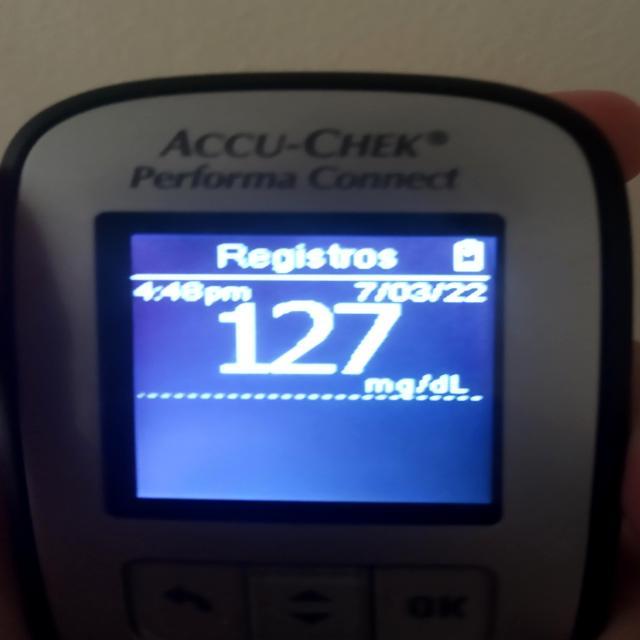 ACCU-CHEK®
Performa Connect
Registros
4:48pm 7/03/22
127
mg/dL
OK